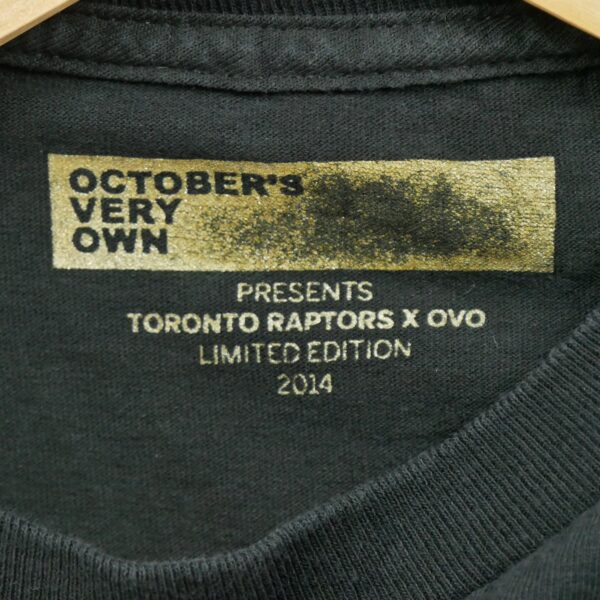 OCTOBER'S
VERY
OWN
PRESENTS
TORONTO RAPTORS X OVO
LIMITED EDITION
2014